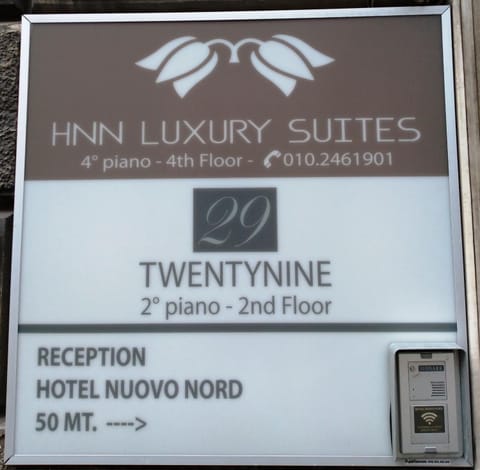 HNN LUXURY SUITES
4° piano - 4th Floor - 010.2461901
29
TWENTYNINE
2° piano - 2nd Floor
RECEPTION
HOTEL NUOVO NORD
50 MT. ---->